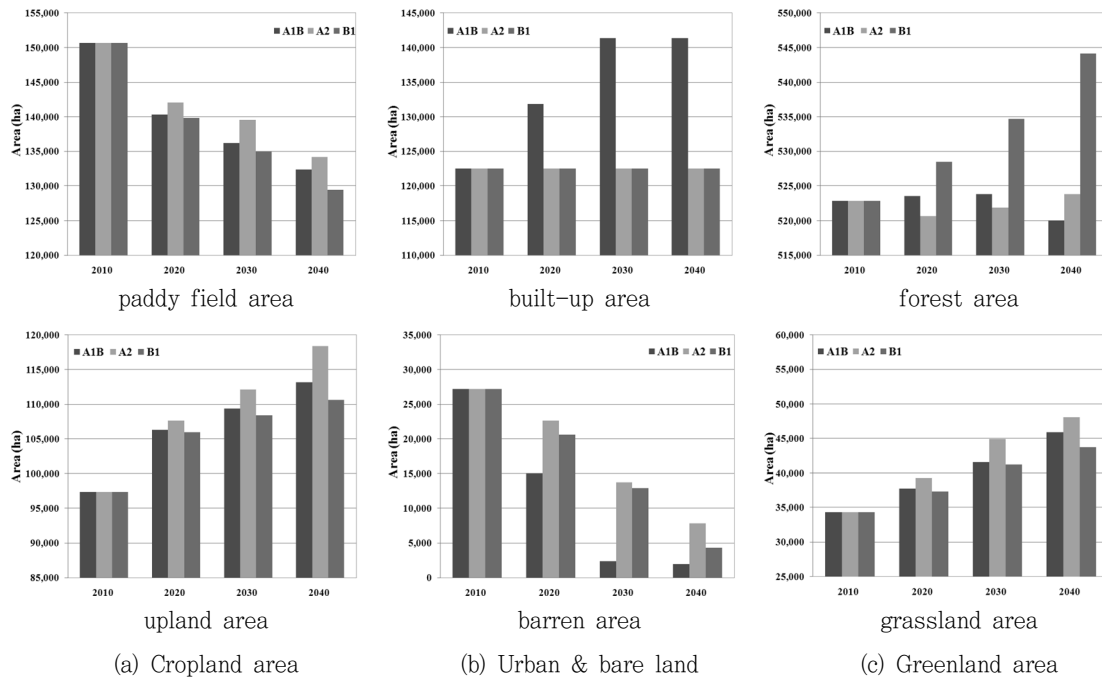 155,000
150,000
145,000
140,000
135,000
130,000
125,000
120,000
Area (ha)
A1B A2 B1
2010 2020 2030 2040
paddy field area
145,000
140,000
135,000
130,000
125,000
120,000
115,000
110,000
Area (ha)
A1B A2 B1
2010 2020 2030 2040
built-up area
550,000
545,000
540,000
535,000
530,000
525,000
520,000
515,000
Area (ha)
A1B A2 B1
2010 2020 2030 2040
forest area
120,000
115,000
110,000
105,000
100,000
95,000
90,000
85,000
Area (ha)
A1B A2 B1
2010 2020 2030 2040
upland area
35,000
30,000
25,000
20,000
15,000
10,000
5,000
0
Area (ha)
A1B A2 B1
2010 2020 2030 2040
barren area
60,000
55,000
50,000
45,000
40,000
35,000
30,000
25,000
Area (ha)
A1B A2 B1
2010 2020 2030 2040
grassland area
(a) Cropland area
(b) Urban & bare land
(c) Greenland area